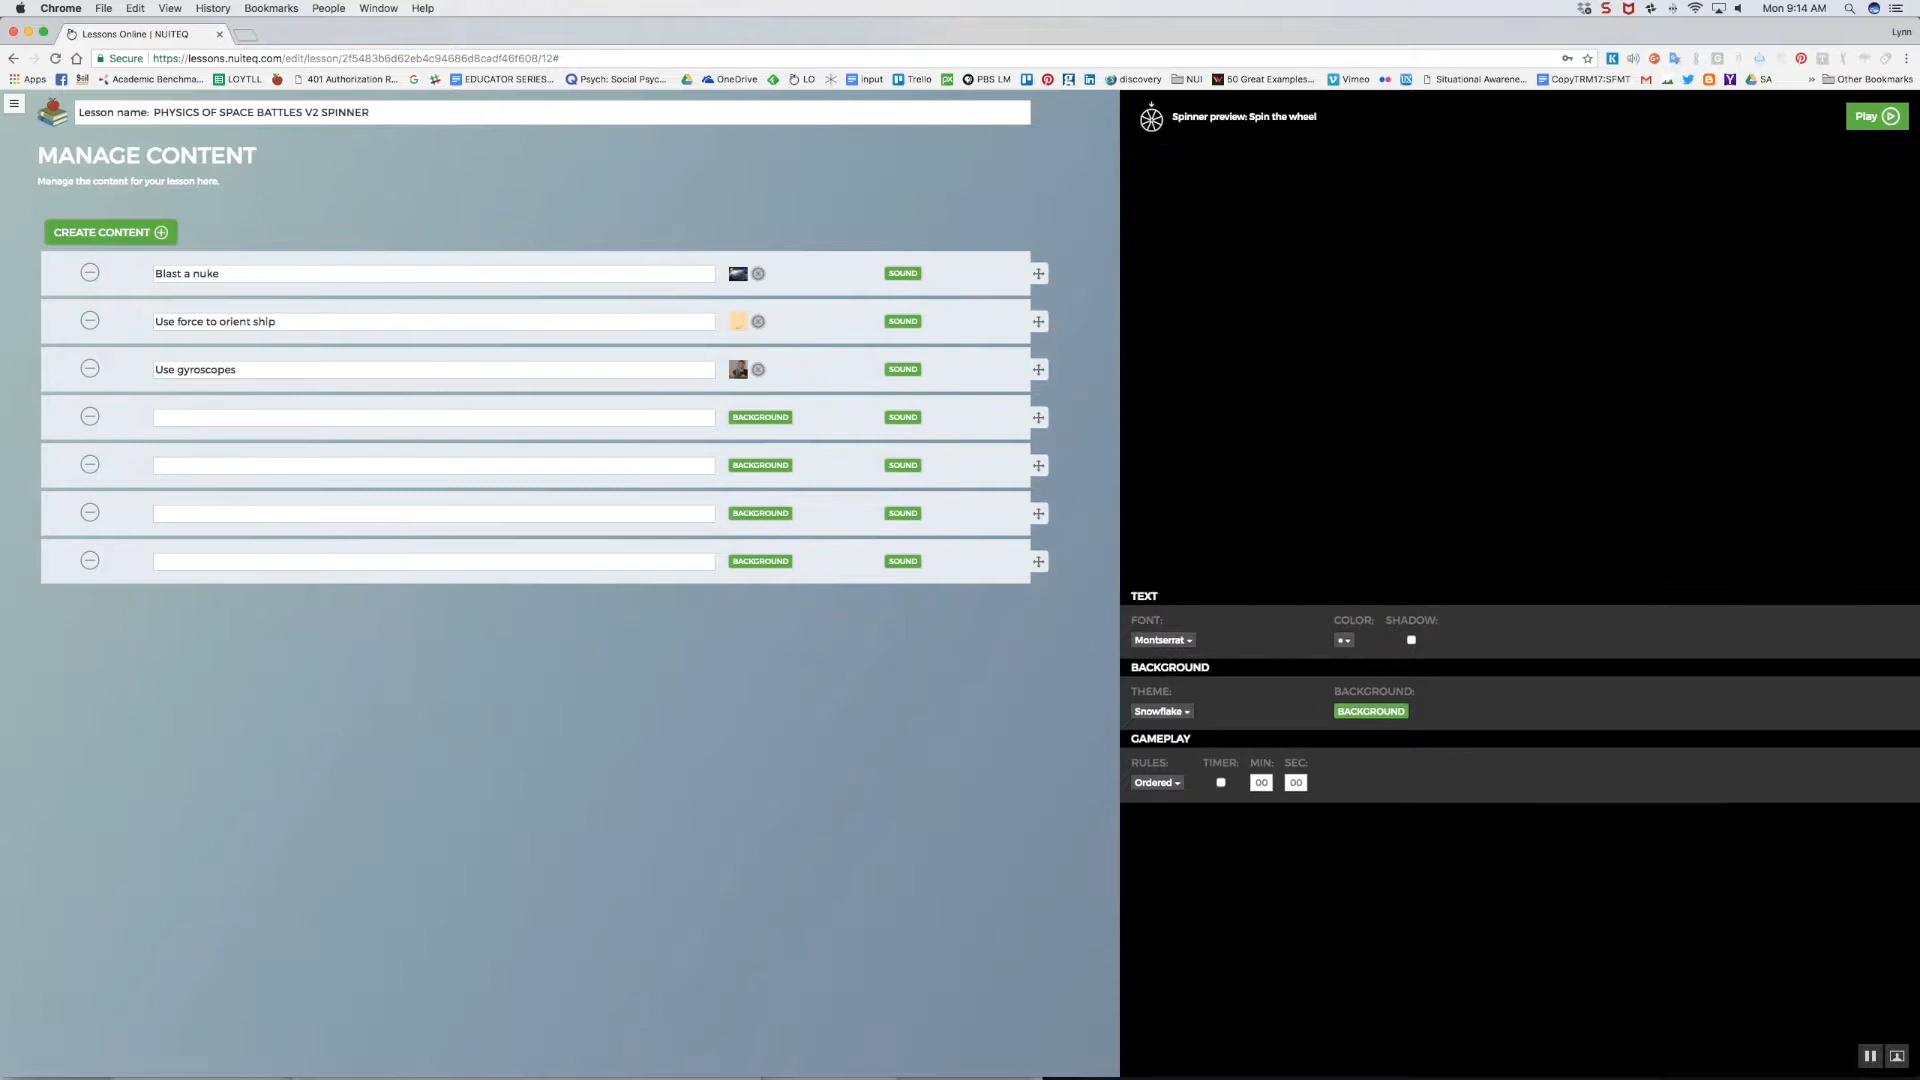 Chrome File Edit View History Bookmarks People Window Help Mon 9:14 AM
Lessons Online | NUITEQ Lynn
Secure https://lessons.nuiteq.com/edit/lesson/2f5483b6d62eb4c94686d8cadf46f608/12#
Apps Academic Benchma... LOYTLL 401 Authorization R... EDUCATOR SERIES... Psych: Social Psyc... OneDrive LO Input Trello PBS LM discovery NUI 50 Great Examples... Vimeo Situational Awarene... CopyTRM17:SFMT SA » Other Bookmarks
Lesson name: PHYSICS OF SPACE BATTLES V2 SPINNER
MANAGE CONTENT
Manage the content for your lesson here.
CREATE CONTENT
Blast a nuke SOUND
Use force to orient ship SOUND
Use gyroscopes SOUND
BACKGROUND SOUND
BACKGROUND SOUND
BACKGROUND SOUND
BACKGROUND SOUND
Spinner preview: Spin the wheel Play
TEXT
FONT: COLOR: SHADOW:
Montserrat
BACKGROUND
THEME: BACKGROUND:
Snowflake BACKGROUND
GAMEPLAY
RULES: TIMER: MIN: SEC:
Ordered 00 00